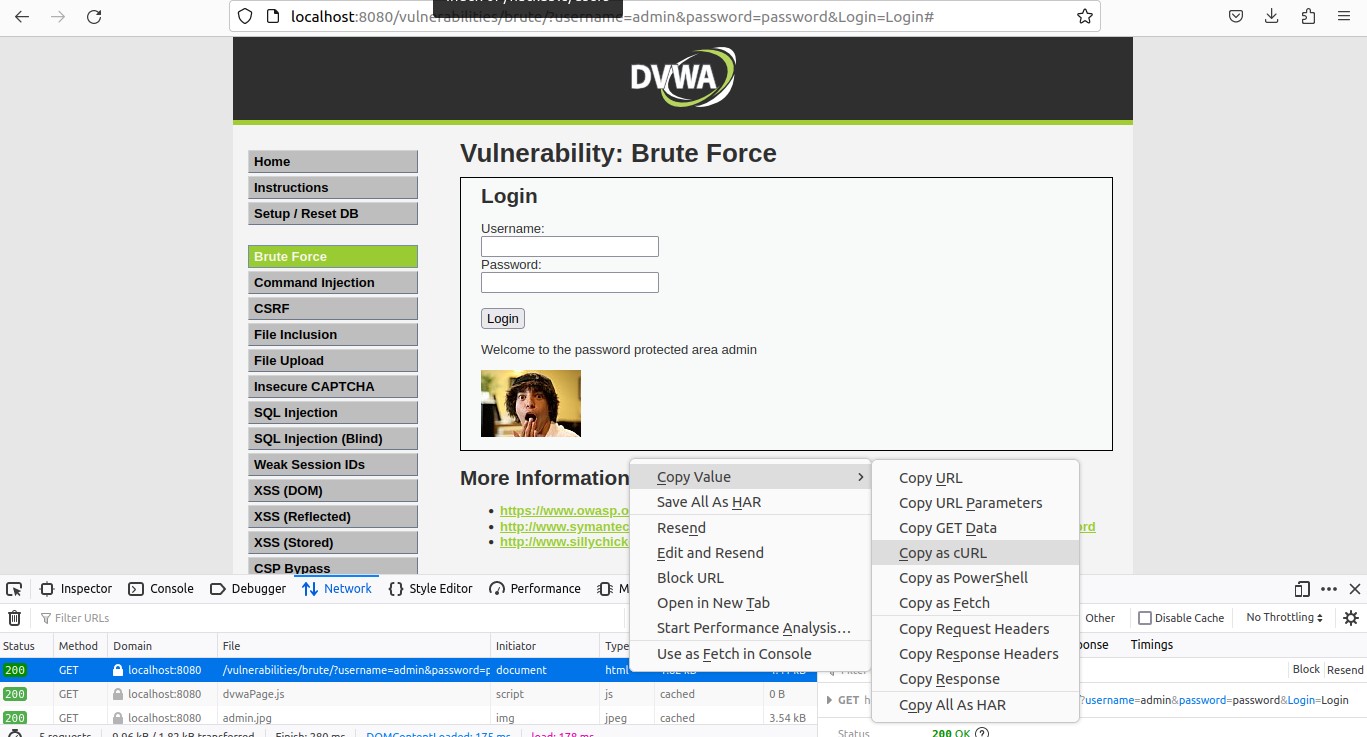 localhost:8080/vulnerabilities/brute/?username=admin&password=password&Login=Login#
DVWA
Home
Instructions
Setup / Reset DB
Brute Force
Command Injection
CSRF
File Inclusion
File Upload
Insecure CAPTCHA
SQL Injection
SQL Injection (Blind)
Weak Session IDs
XSS (DOM)
XSS (Reflected)
XSS (Stored)
CSP Bypass
Vulnerability: Brute Force
Login
Username:
Password:
Login
Welcome to the password protected area admin
More Information
https://www.owasp.o
http://www.symantec
http://www.sillychick
Copy Value
Save All As HAR
Resend
Edit and Resend
Block URL
Open in New Tab
Start Performance Analysis…
Use as Fetch in Console
Copy URL
Copy URL Parameters
Copy GET Data
Copy as cURL
Copy as PowerShell
Copy as Fetch
Copy Request Headers
Copy Response Headers
Copy Response
Copy All As HAR
Inspector Console Debugger Network Style Editor Performance M
Filter URLs Other Disable Cache No Throttling
Status Method Domain File Initiator Type onse Timings
200 GET localhost:8080 /vulnerabilities/brute/?username=admin&password=p document html Block Resend
200 GET localhost:8080 dvwaPage.js script js cached 0 B GET h ?username=admin&password=password&Login=Login
200 GET localhost:8080 admin.jpg img jpeg cached 3.54 kB
5 requests 9.96 kB / 1.82 kB transferred Finish: 280 ms DOMContentLoaded: 175 ms load: 178 ms Status 200 OK